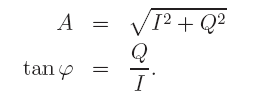 A = √(I² + Q²)
tan φ = Q/I.